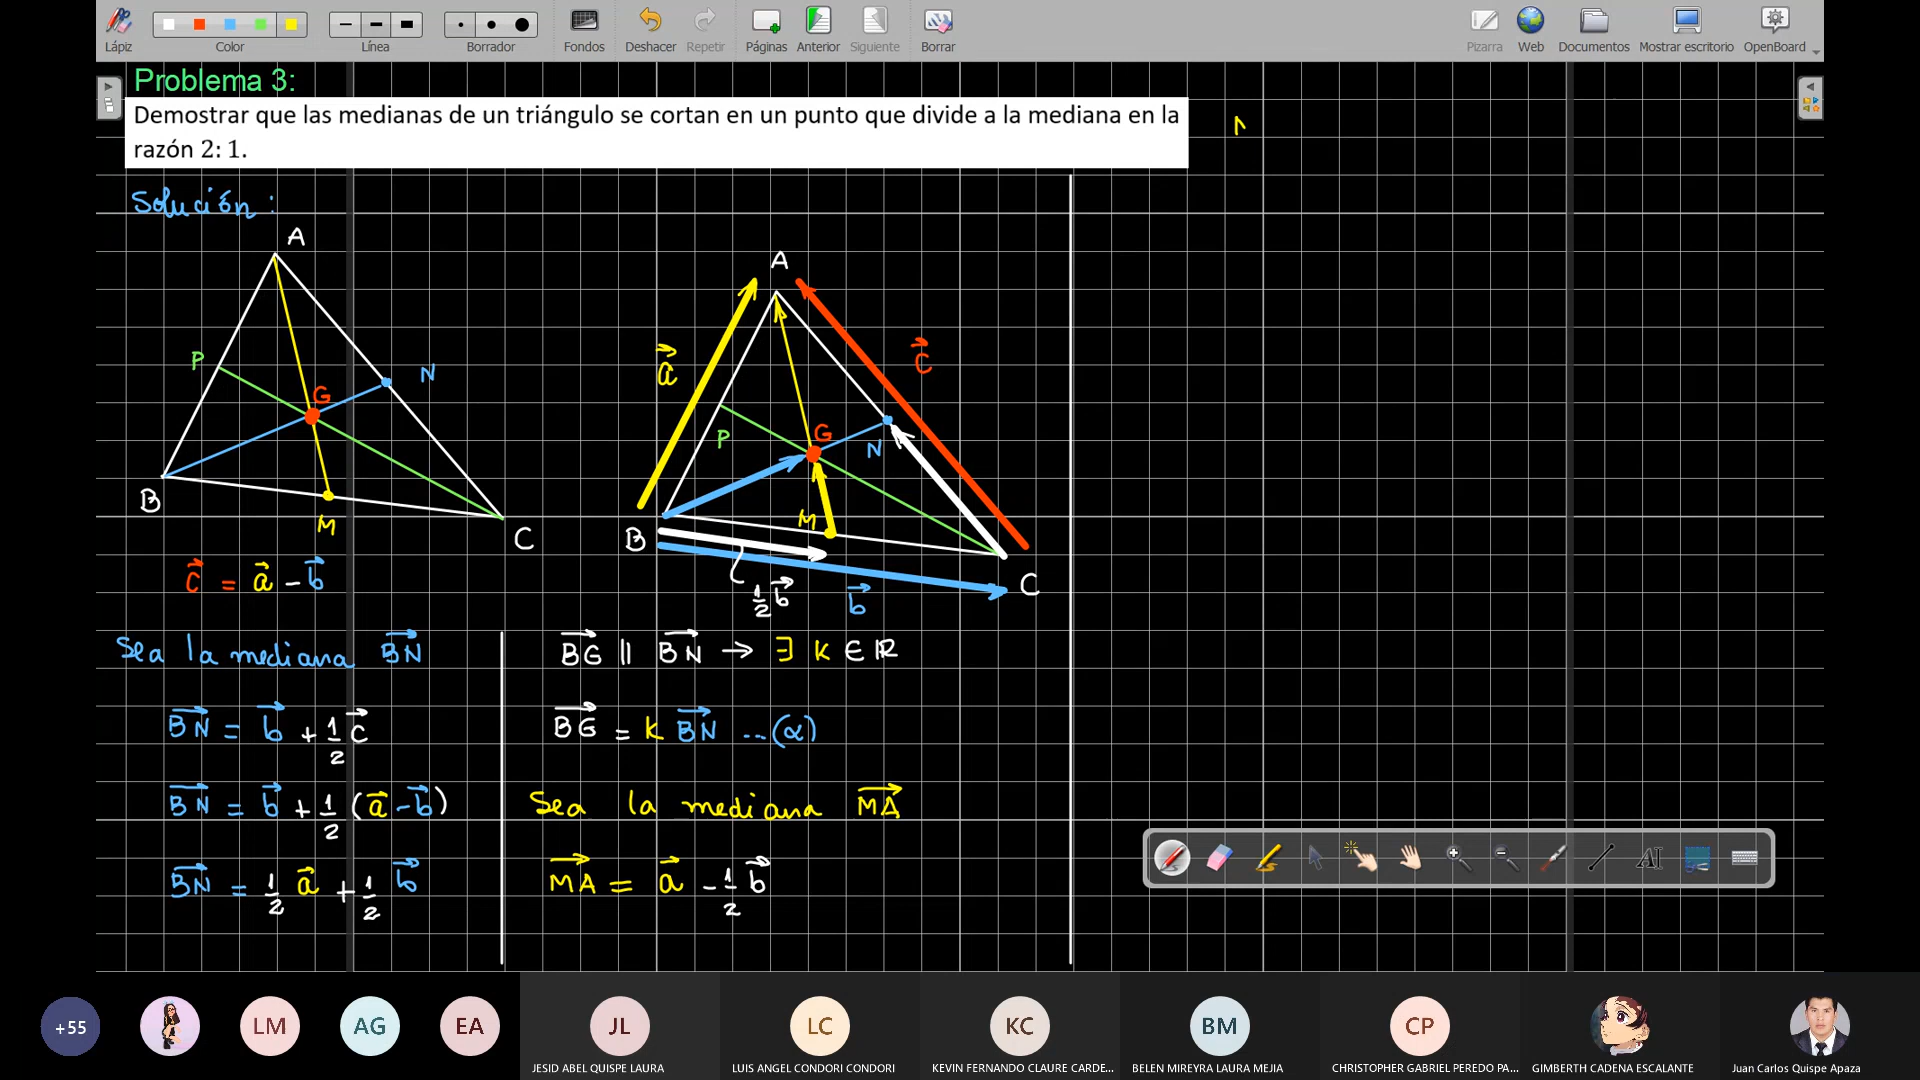 Lápiz
Color
Línea
Borrador
Fondos
Deshacer
Repetir
Páginas
Anterior
Siguiente
Borrar
Pizarra
Web
Documentos
Mostrar escritorio
OpenBoard
Problema 3:
Demostrar que las medianas de un triángulo se cortan en un punto que divide a la mediana en la
razón 2: 1.
Solución :
A
P
G
N
B
M
C
A
a⃗
c⃗
P
G
N
M
B
C
½ b⃗
b⃗
c⃗ = a⃗ − b⃗
Sea la mediana B͞N⃗
B͞N⃗ = b⃗ + ½ c⃗
B͞N⃗ = b⃗ + ½ (a⃗ − b⃗)
B͞N⃗ = ½ a⃗ + ½ b⃗
B͞G⃗ || B͞N⃗ → ∃ k ∈ ℝ
B͞G⃗ = k B͞N⃗ ...(α)
Sea la mediana M͞A⃗
M͞A⃗ = a⃗ − ½ b⃗
AI
+55
LM
AG
EA
JL
LC
KC
BM
CP
JESID ABEL QUISPE LAURA
LUIS ANGEL CONDORI CONDORI
KEVIN FERNANDO CLAURE CARDE...
BELEN MIREYRA LAURA MEJIA
CHRISTOPHER GABRIEL PEREDO PA...
GIMBERTH CADENA ESCALANTE
Juan Carlos Quispe Apaza